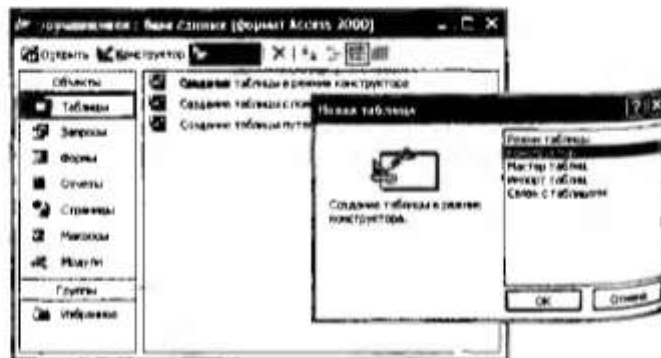 база данных (формат Access 2000)
Открыть Конструктор
Объекты
Таблицы
Запросы
Формы
Отчеты
Страницы
Макросы
Модули
Группы
Избранное
Создание таблицы в режиме конструктора
Создание таблицы с
Создание таблицы путе
Новая таблица
Создание таблицы в режиме
конструктора.
Режим таблицы
Конструктор
Мастер таблиц
Импорт таблиц
Связь с таблицами
ОК
Отмена